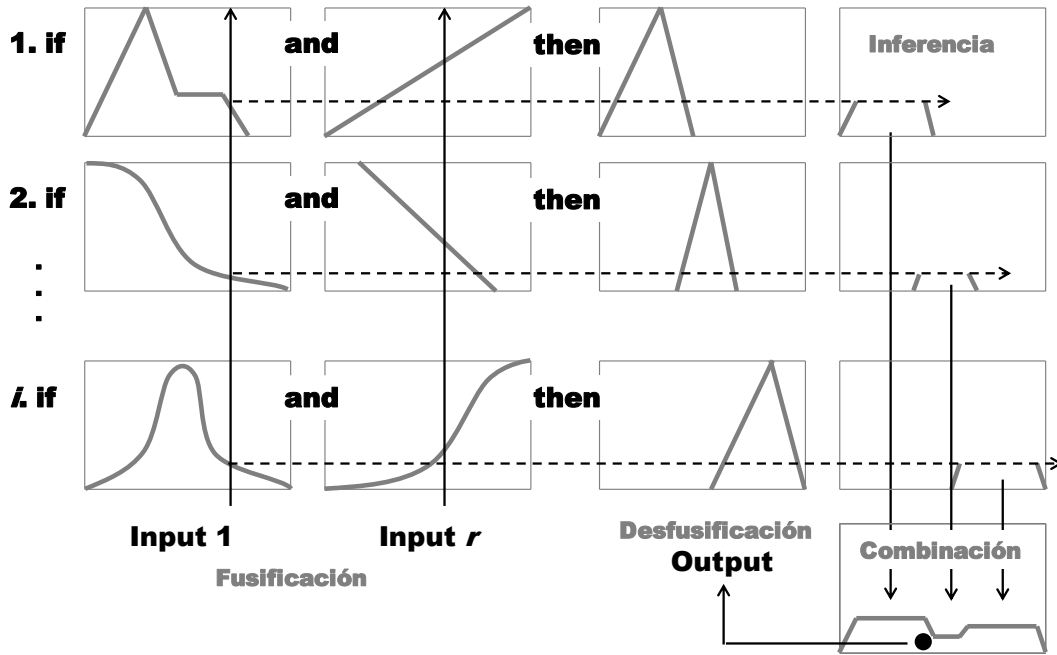 1. if and then Inferencia
2. if and then
.
.
.
i. if and then
Input 1 Input r Desfusificación
Output Combinación
Fusificación